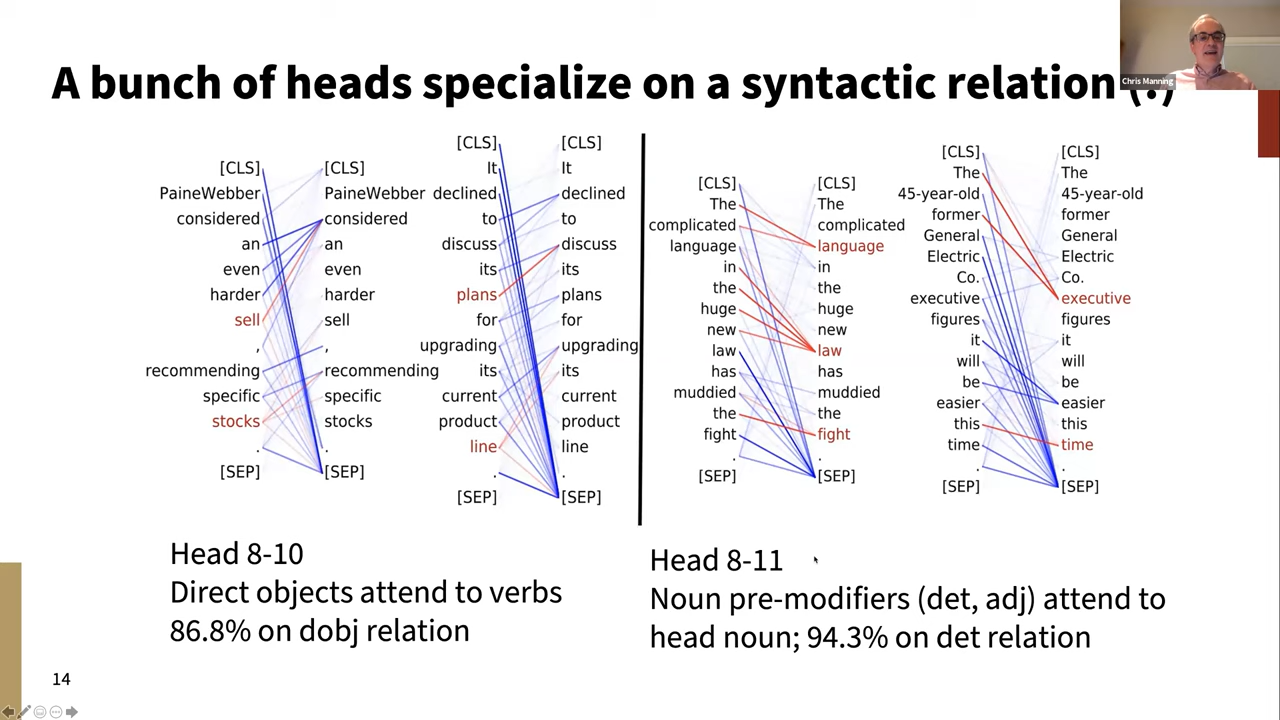 A bunch of heads specialize on a syntactic relation
Chris Manning
[CLS] [CLS]
PaineWebber PaineWebber
considered considered
an an
even even
harder harder
sell sell
, ,
recommending recommending
specific specific
stocks stocks
. .
[SEP] [SEP]
[CLS] [CLS]
It It
declined declined
to to
discuss discuss
its its
plans plans
for for
upgrading upgrading
its its
current current
product product
line line
. .
[SEP] [SEP]
[CLS] [CLS]
The The
complicated complicated
language language
in in
the the
huge huge
new new
law law
has has
muddied muddied
the the
fight fight
. .
[SEP] [SEP]
[CLS] [CLS]
The The
45-year-old 45-year-old
former former
General General
Electric Electric
Co. Co.
executive executive
figures figures
it it
will will
be be
easier easier
this this
time time
. .
[SEP] [SEP]
Head 8-10
Direct objects attend to verbs
86.8% on dobj relation
Head 8-11
Noun pre-modifiers (det, adj) attend to
head noun; 94.3% on det relation
14